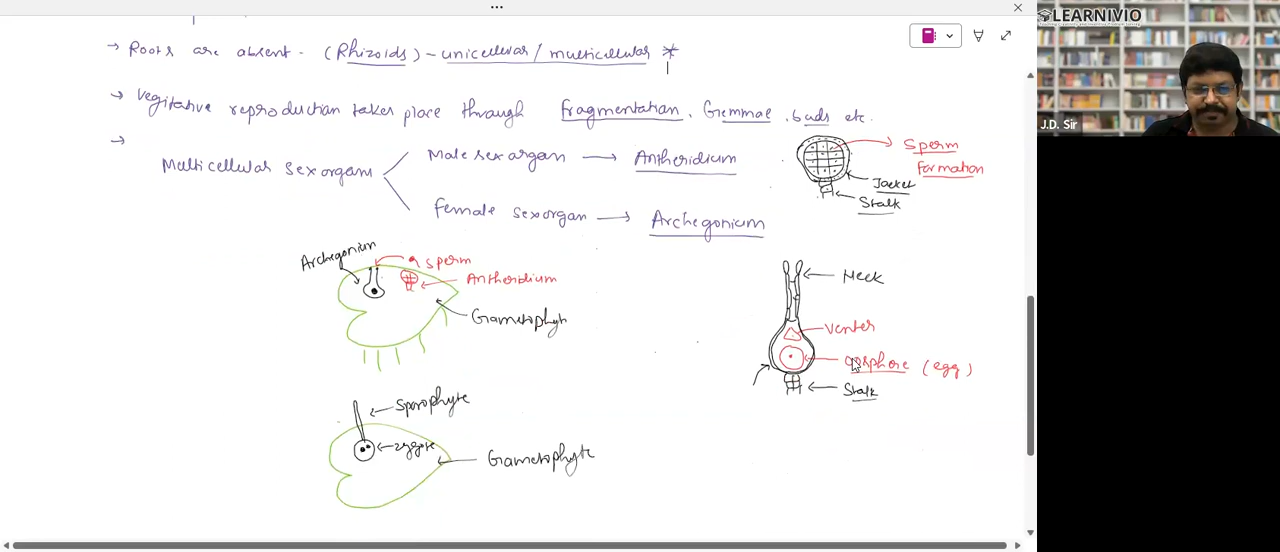 LEARNIVIO
J.D. Sir
→ Roots are absent - (Rhizoids) - unicellular / multicellular *
→ Vegitative reproduction takes place through fragmentation, Gemmae, buds etc.
→ Multicellular sex organs
Male sex organ → Antheridium
Female sex organ → Archegonium
Sperm formation
Jacket
Stalk
Archegonium
sperm
Antheridium
Gametophyte
Neck
Venter
oosphore (egg)
Stalk
Sporophyte
zygote
Gametophyte